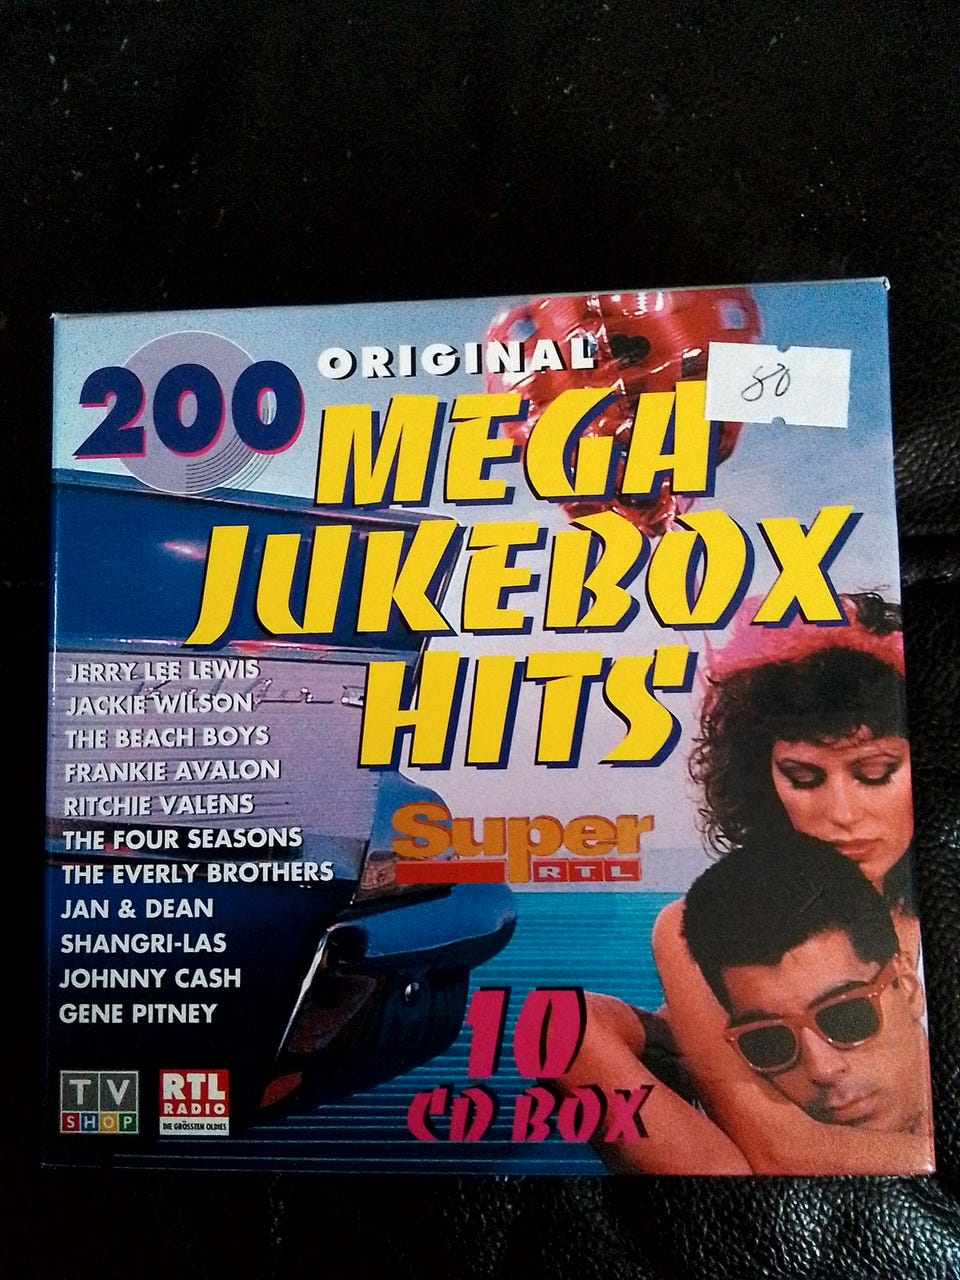 200
ORIGINAL
MEGA
JUKEBOX
HITS
80
JERRY LEE LEWIS
JACKIE WILSON
THE BEACH BOYS
FRANKIE AVALON
RITCHIE VALENS
THE FOUR SEASONS
THE EVERLY BROTHERS
JAN & DEAN
SHANGRI-LAS
JOHNNY CASH
GENE PITNEY
Super
RTL
10
CD BOX
TV
SHOP
RTL
RADIO
DIE GRÖSSTEN OLDIES